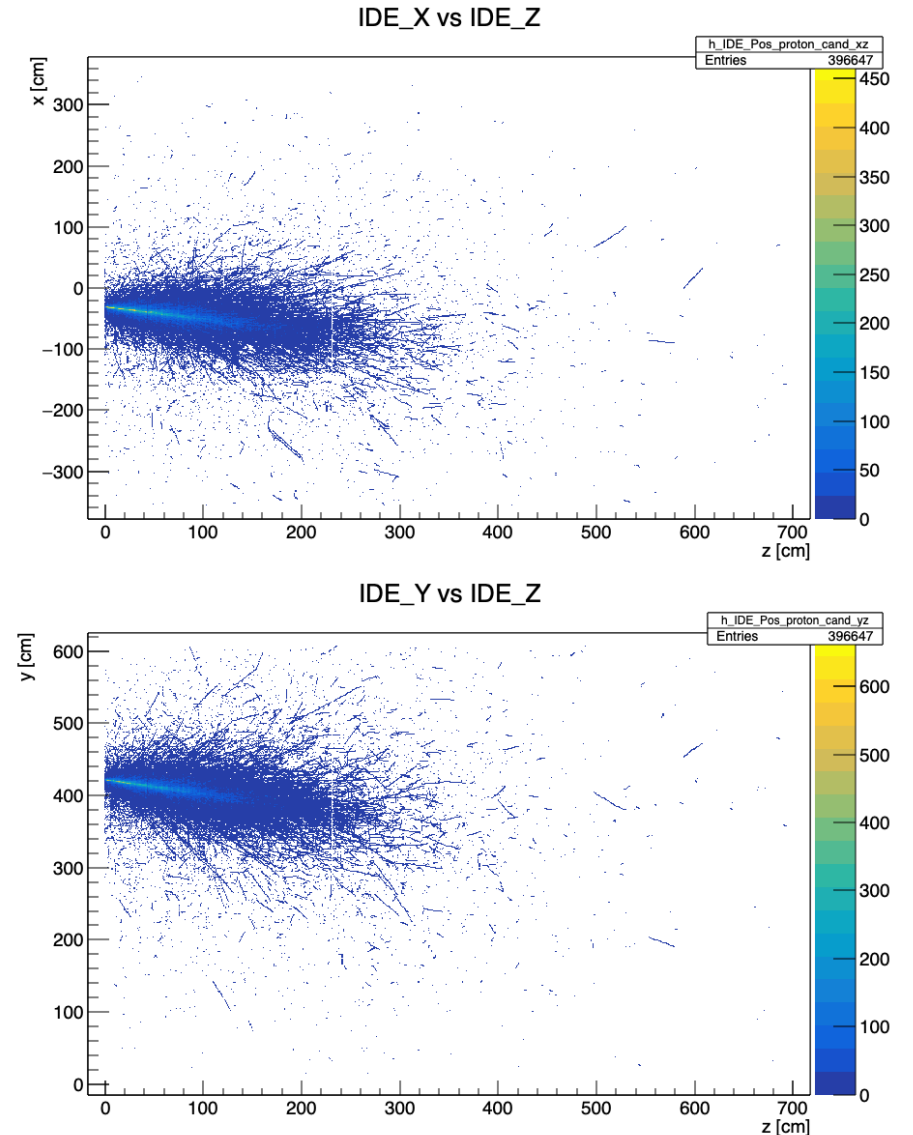 IDE_X vs IDE_Z
h_IDE_Pos_proton_cand_xz
Entries 396647
x [cm]
300
200
100
0
−100
−200
−300
0 100 200 300 400 500 600 700
z [cm]
450
400
350
300
250
200
150
100
50
0
IDE_Y vs IDE_Z
h_IDE_Pos_proton_cand_yz
Entries 396647
y [cm]
600
500
400
300
200
100
0
0 100 200 300 400 500 600 700
z [cm]
600
500
400
300
200
100
0